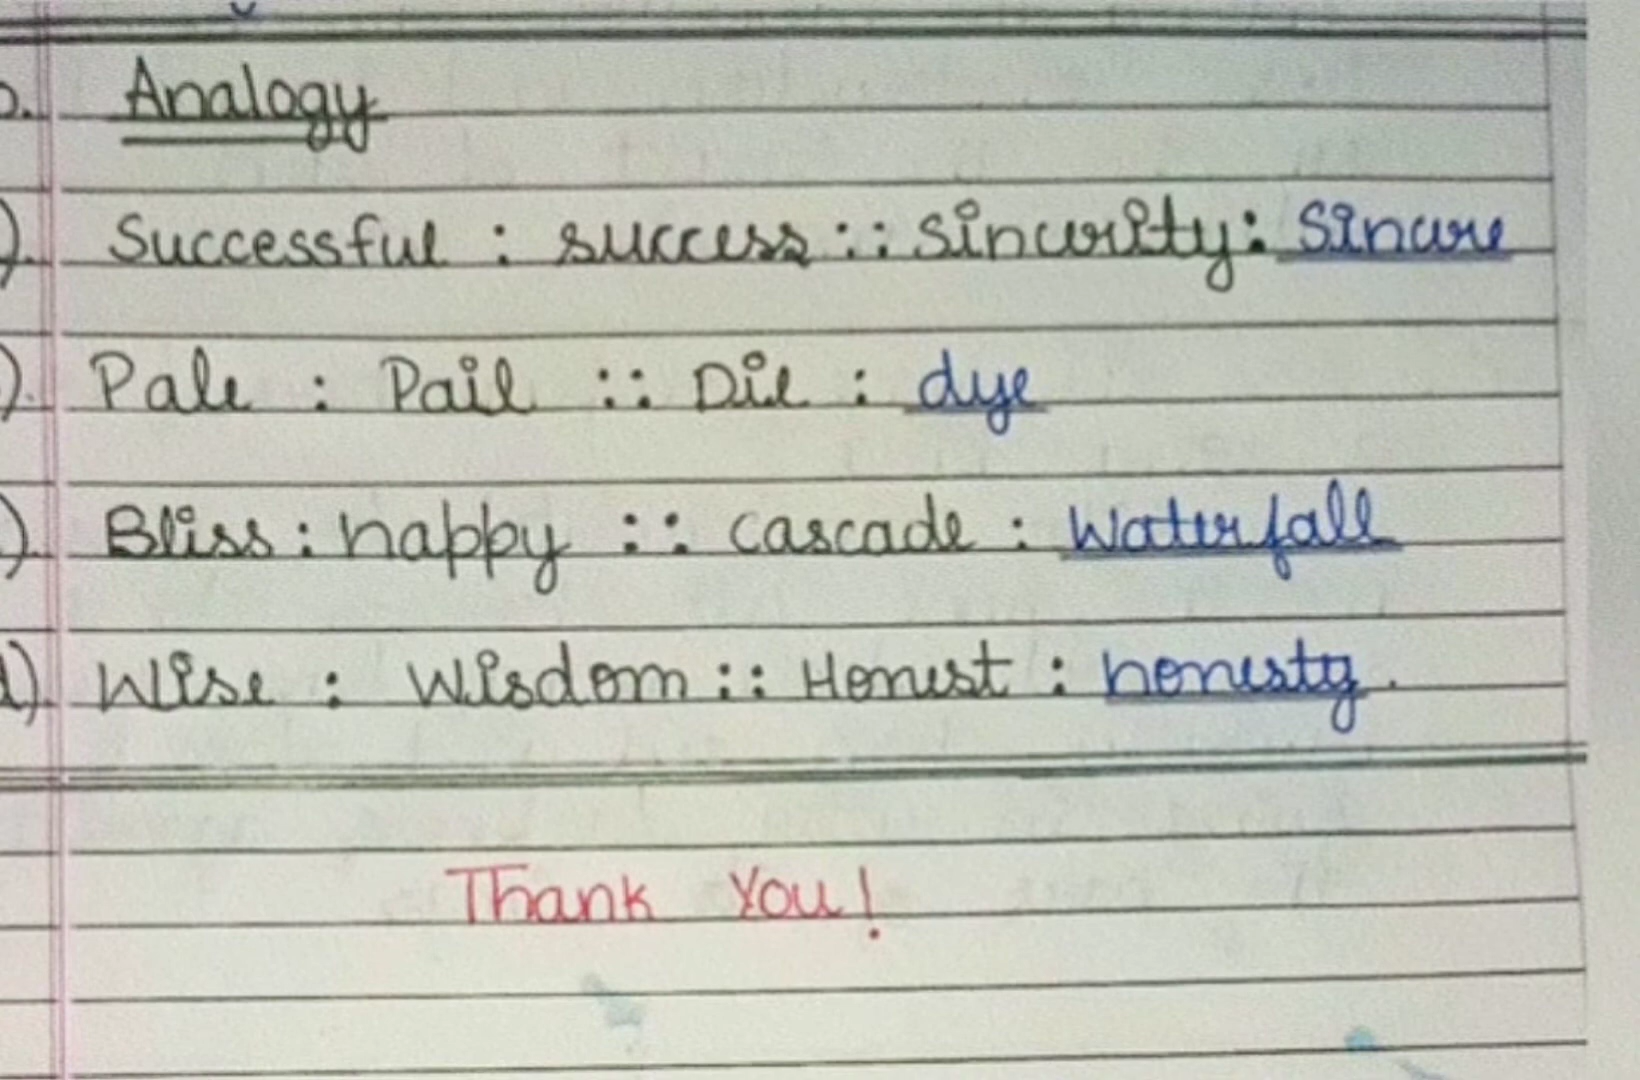 Analogy
Successful : success :: sincerity : Sincere
Pale : Pail :: Die : dye
Bliss : happy :: cascade : Waterfall
d). Wise : Wisdom :: Honest : honesty.
Thank You!